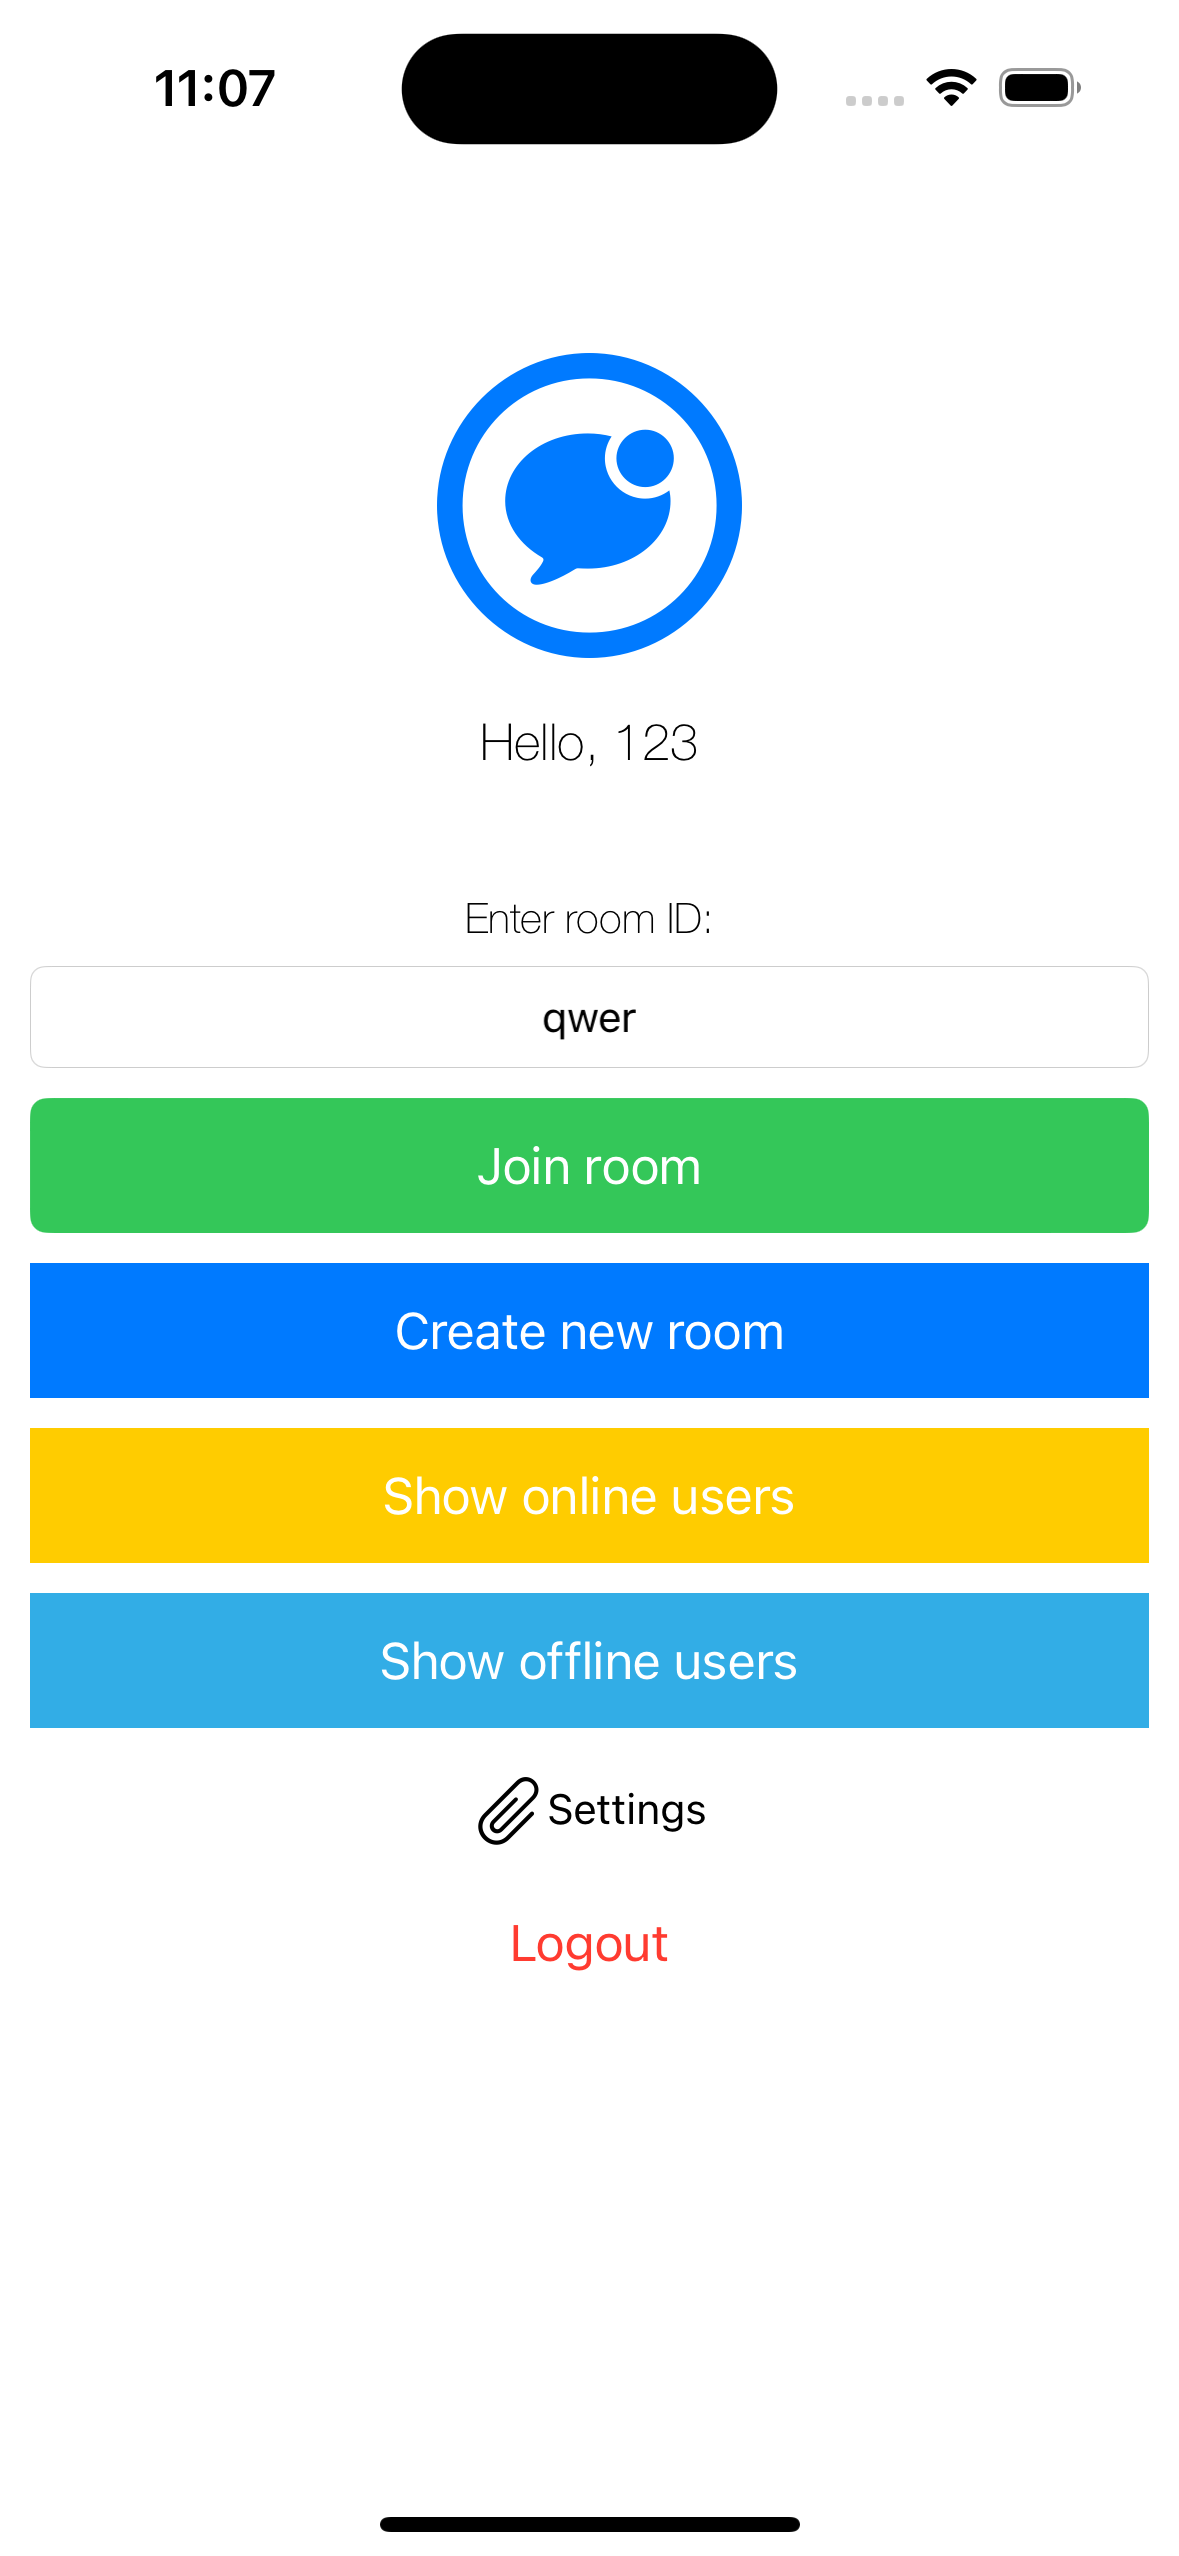 11:07
Hello, 123
Enter room ID:
qwer
Join room
Create new room
Show online users
Show offline users
Settings
Logout